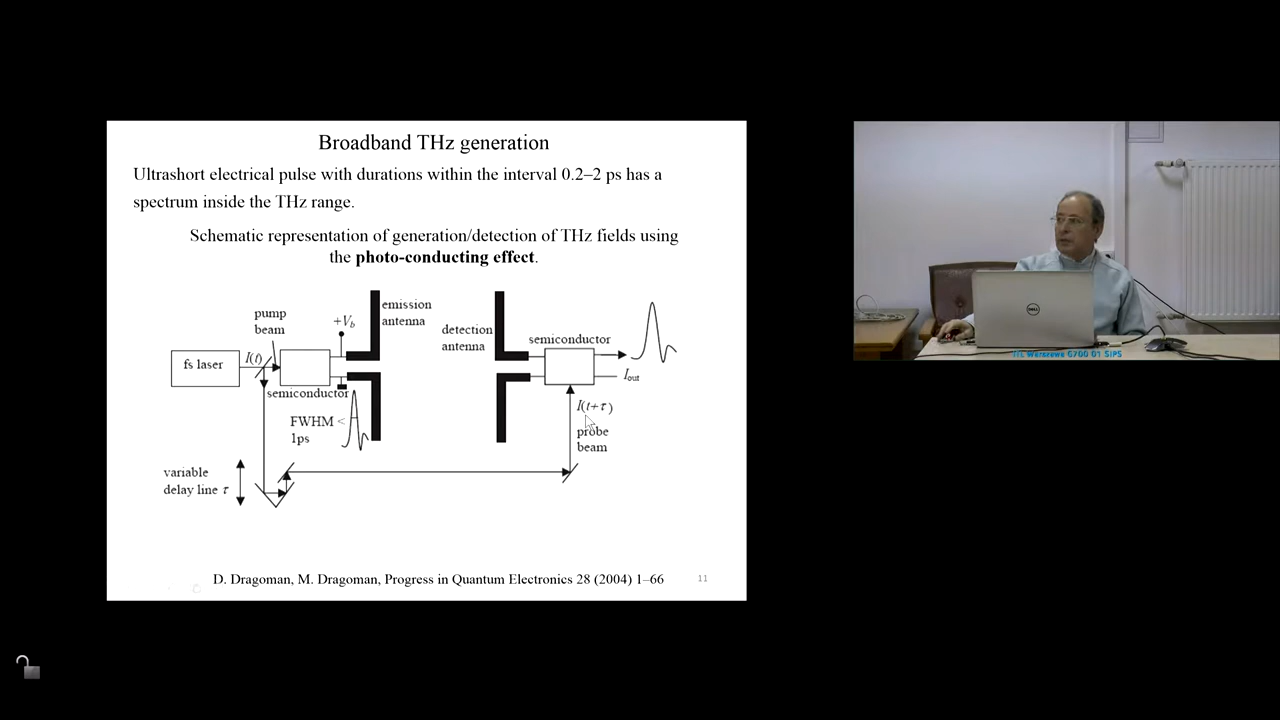 Broadband THz generation
Ultrashort electrical pulse with durations within the interval 0.2–2 ps has a
spectrum inside the THz range.
Schematic representation of generation/detection of THz fields using
the photo-conducting effect.
fs laser
I(t)
pump
beam
+Vb
emission
antenna
semiconductor
FWHM <
1ps
detection
antenna
semiconductor
Iout
I(t+τ)
probe
beam
variable
delay line τ
D. Dragoman, M. Dragoman, Progress in Quantum Electronics 28 (2004) 1–66
11
DELL